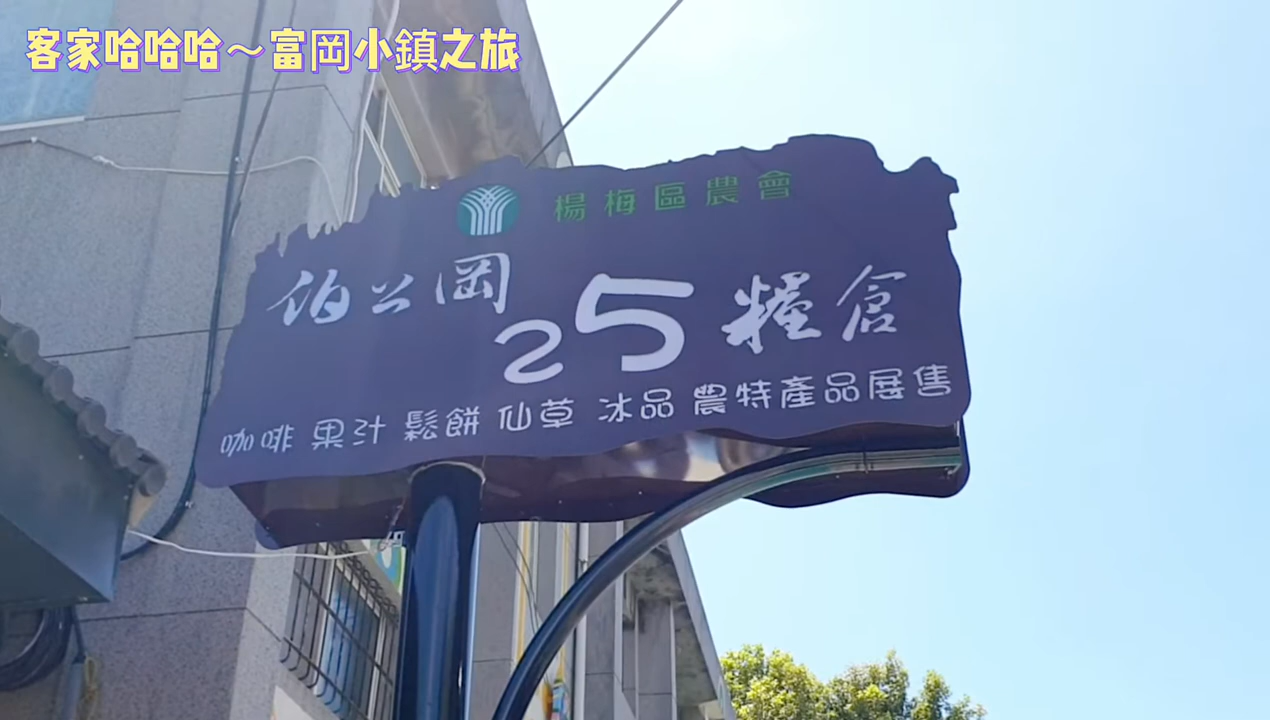 客家哈哈哈～富岡小鎮之旅
楊梅區農會
伯公岡 25 糧倉
咖啡 果汁 鬆餅 仙草 冰品 農特產品展售